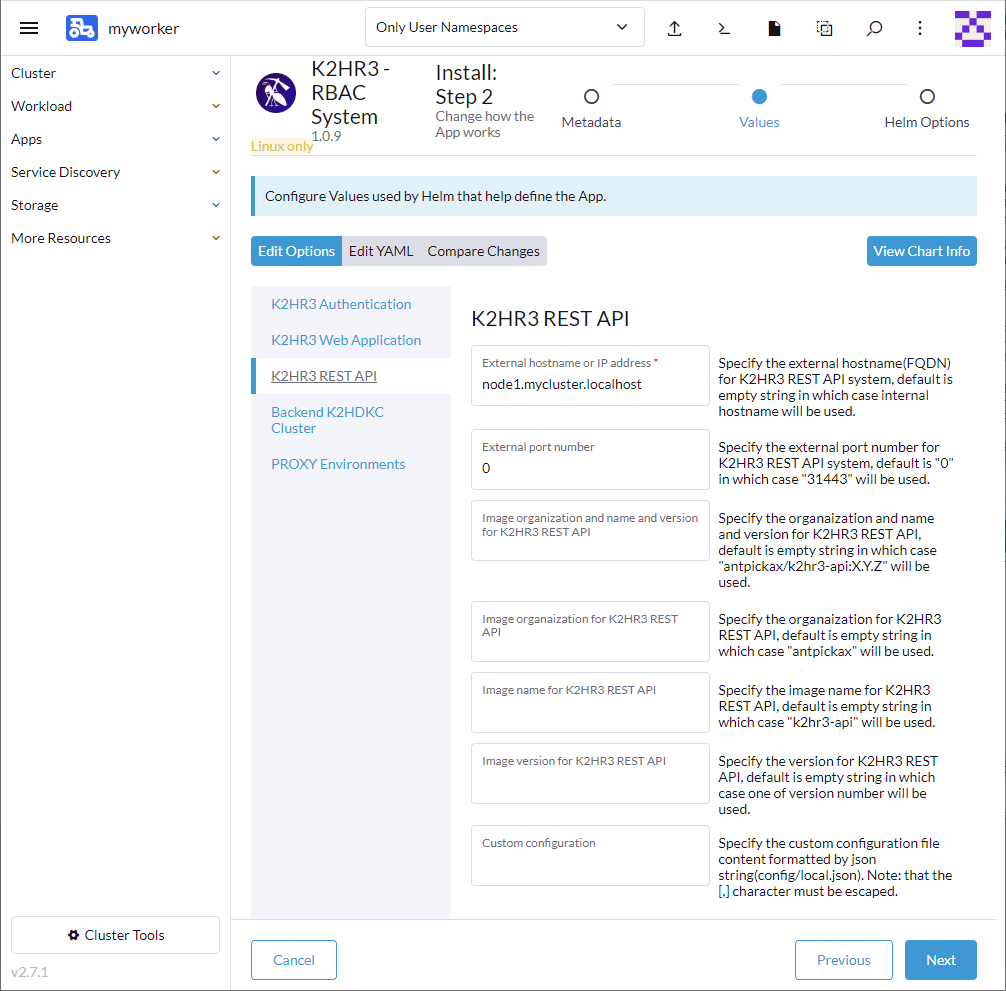 myworker
Only User Namespaces
Cluster
Workload
Apps
Service Discovery
Storage
More Resources
Cluster Tools
v2.7.1
K2HR3 -
RBAC
System
1.0.9
Linux only
Install:
Step 2
Change how the
App works
Metadata
Values
Helm Options
Configure Values used by Helm that help define the App.
Edit Options
Edit YAML
Compare Changes
View Chart Info
K2HR3 Authentication
K2HR3 Web Application
K2HR3 REST API
Backend K2HDKC
Cluster
PROXY Environments
K2HR3 REST API
External hostname or IP address *
node1.mycluster.localhost
Specify the external hostname(FQDN)
for K2HR3 REST API system, default is
empty string in which case internal
hostname will be used.
External port number
0
Specify the external port number for
K2HR3 REST API system, default is "0"
in which case "31443" will be used.
Image organization and name and version
for K2HR3 REST API
Specify the organaization and name
and version for K2HR3 REST API,
default is empty string in which case
"antpickax/k2hr3-api:X.Y.Z" will be
used.
Image organaization for K2HR3 REST
API
Specify the organaization for K2HR3
REST API, default is empty string in
which case "antpickax" will be used.
Image name for K2HR3 REST API
Specify the image name for K2HR3
REST API, default is empty string in
which case "k2hr3-api" will be used.
Image version for K2HR3 REST API
Specify the version for K2HR3 REST
API, default is empty string in which
case one of version number will be
used.
Custom configuration
Specify the custom configuration file
content formatted by json
string(config/local.json). Note: that the
[,] character must be escaped.
Cancel
Previous
Next